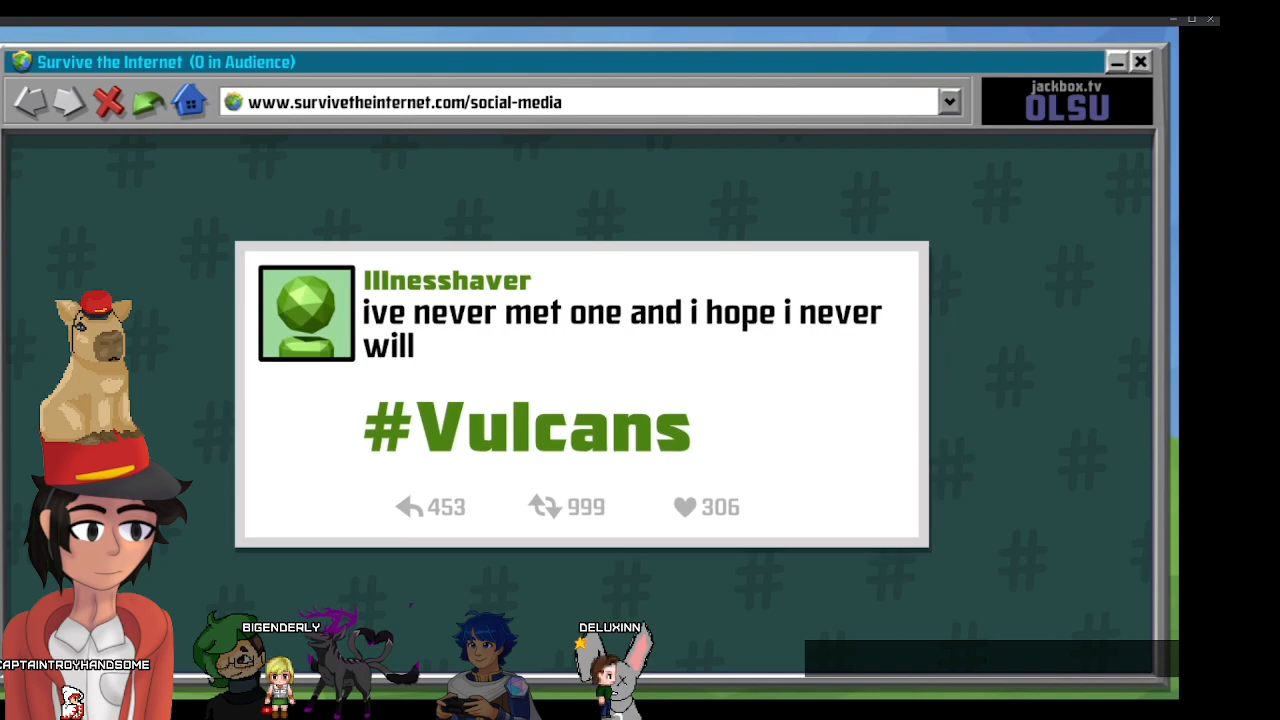 Survive the Internet (0 in Audience)
www.survivetheinternet.com/social-media
jackbox.tv
OLSU
Illnesshaver
ive never met one and i hope i never
will
#Vulcans
453 999 306
BIGENDERLY
DELUXINN
CAPTAINTROYHANDSOME